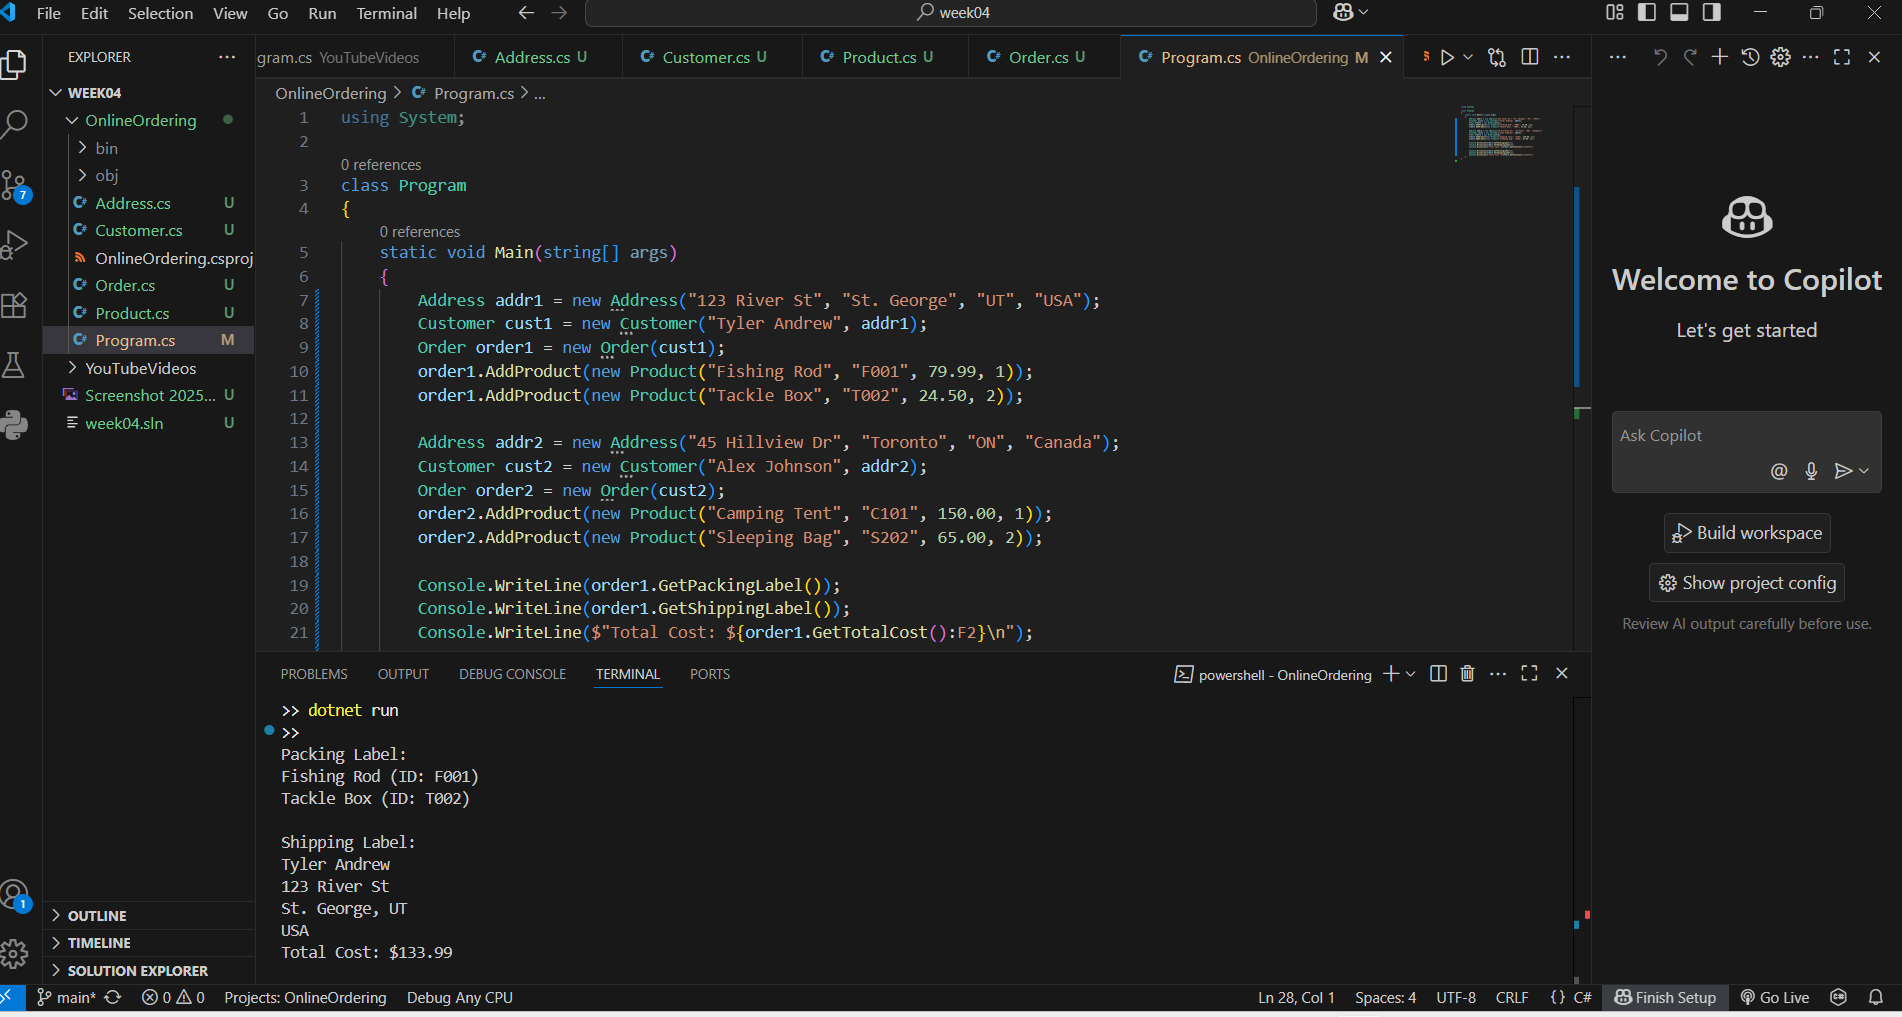 File Edit Selection View Go Run Terminal Help
week04
EXPLORER
WEEK04
OnlineOrdering
bin
obj
Address.cs U
Customer.cs U
OnlineOrdering.csproj
Order.cs U
Product.cs U
Program.cs M
YouTubeVideos
Screenshot 2025... U
week04.sln U
OUTLINE
TIMELINE
SOLUTION EXPLORER
7
1
gram.cs YouTubeVideos
Address.cs U
Customer.cs U
Product.cs U
Order.cs U
Program.cs OnlineOrdering M
OnlineOrdering > Program.cs > ...
1 using System;
2
0 references
3 class Program
4 {
0 references
5 static void Main(string[] args)
6 {
7 Address addr1 = new Address("123 River St", "St. George", "UT", "USA");
8 Customer cust1 = new Customer("Tyler Andrew", addr1);
9 Order order1 = new Order(cust1);
10 order1.AddProduct(new Product("Fishing Rod", "F001", 79.99, 1));
11 order1.AddProduct(new Product("Tackle Box", "T002", 24.50, 2));
12
13 Address addr2 = new Address("45 Hillview Dr", "Toronto", "ON", "Canada");
14 Customer cust2 = new Customer("Alex Johnson", addr2);
15 Order order2 = new Order(cust2);
16 order2.AddProduct(new Product("Camping Tent", "C101", 150.00, 1));
17 order2.AddProduct(new Product("Sleeping Bag", "S202", 65.00, 2));
18
19 Console.WriteLine(order1.GetPackingLabel());
20 Console.WriteLine(order1.GetShippingLabel());
21 Console.WriteLine($"Total Cost: ${order1.GetTotalCost():F2}\n");
PROBLEMS OUTPUT DEBUG CONSOLE TERMINAL PORTS
powershell - OnlineOrdering
>> dotnet run
>>
Packing Label:
Fishing Rod (ID: F001)
Tackle Box (ID: T002)
Shipping Label:
Tyler Andrew
123 River St
St. George, UT
USA
Total Cost: $133.99
Welcome to Copilot
Let's get started
Ask Copilot
Build workspace
Show project config
Review AI output carefully before use.
main* 0 0 Projects: OnlineOrdering Debug Any CPU
Ln 28, Col 1 Spaces: 4 UTF-8 CRLF {} C# Finish Setup Go Live